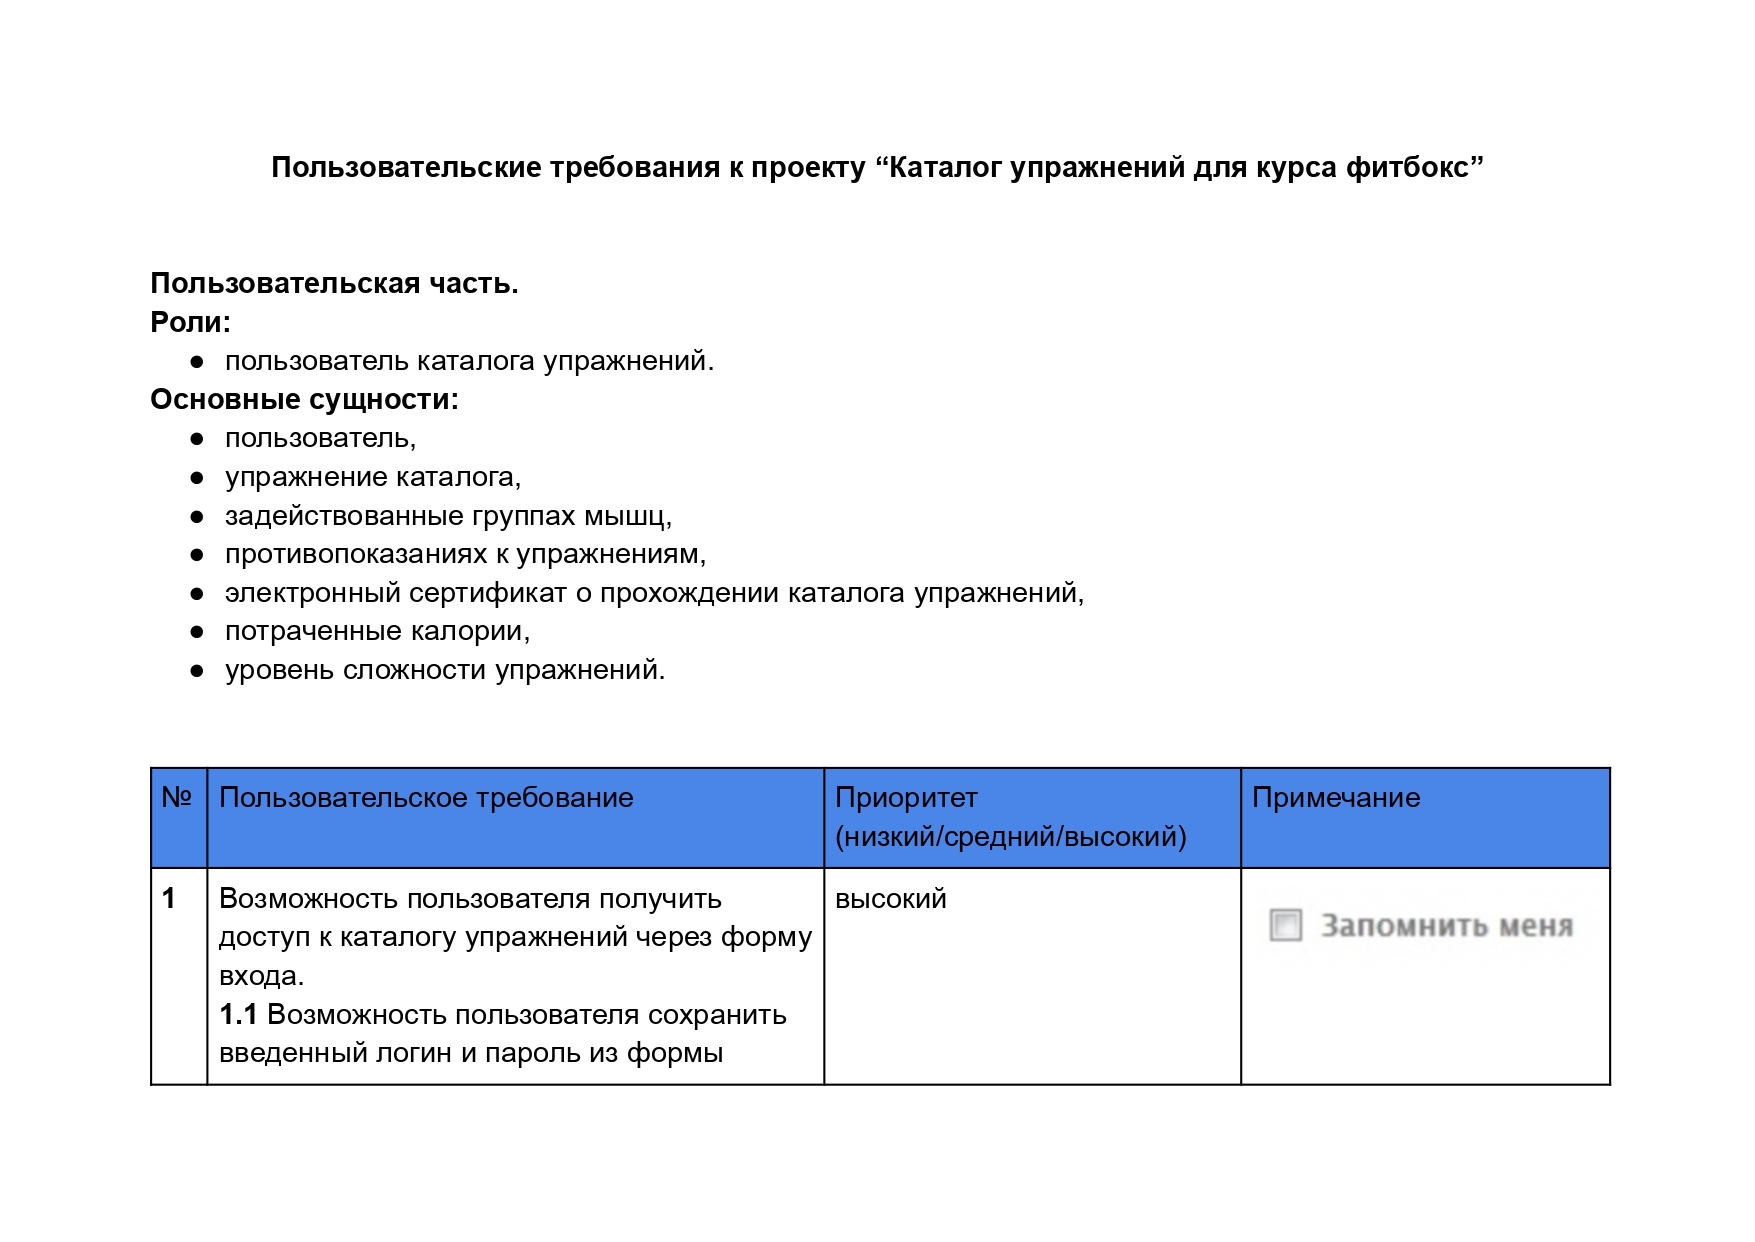 Пользовательские требования к проекту “Каталог упражнений для курса фитбокс”
Пользовательская часть.
Роли:
● пользователь каталога упражнений.
Основные сущности:
● пользователь,
● упражнение каталога,
● задействованные группах мышц,
● противопоказаниях к упражнениям,
● электронный сертификат о прохождении каталога упражнений,
● потраченные калории,
● уровень сложности упражнений.
№
Пользовательское требование
Приоритет
(низкий/средний/высокий)
Примечание
1
Возможность пользователя получить
доступ к каталогу упражнений через форму
входа.
1.1 Возможность пользователя сохранить
введенный логин и пароль из формы
высокий
Запомнить меня